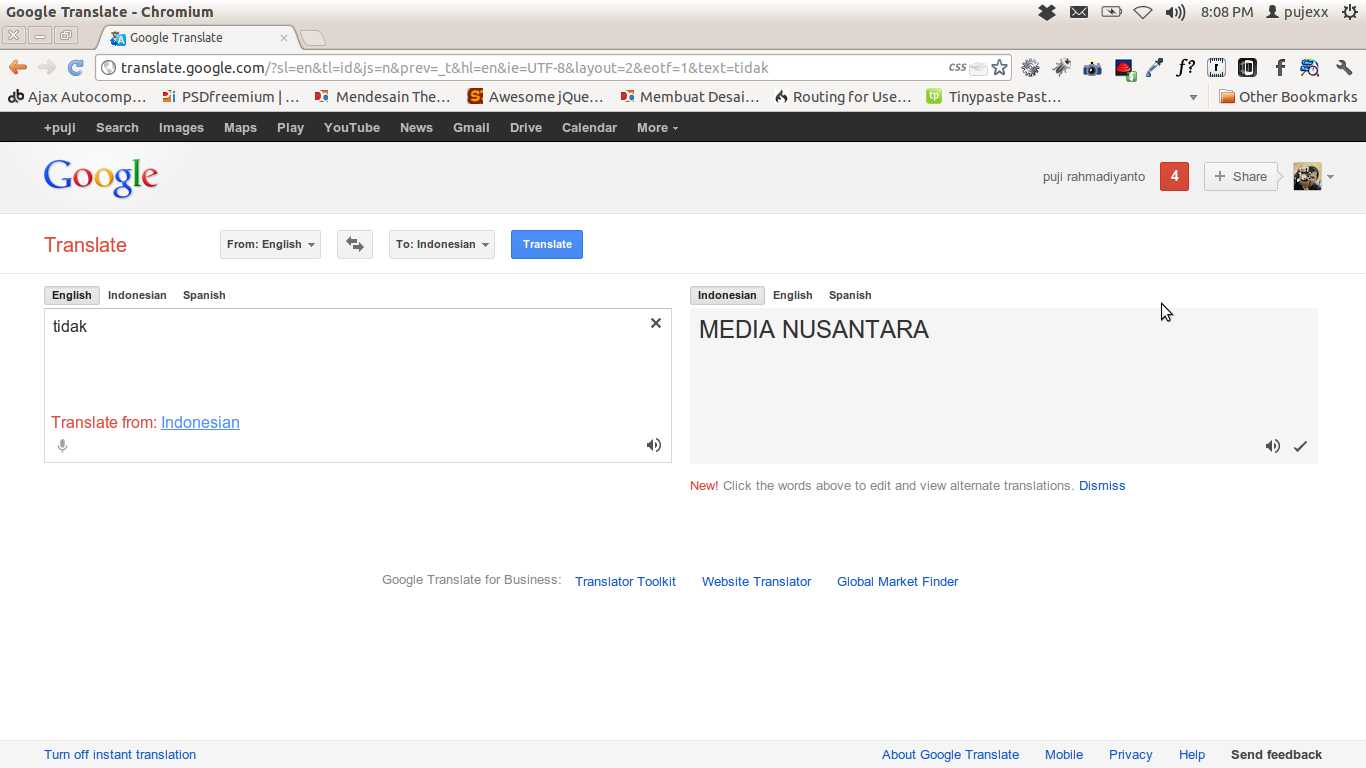 Google Translate - Chromium
8:08 PM pujexx
Google Translate
translate.google.com/?sl=en&tl=id&js=n&prev=_t&hl=en&ie=UTF-8&layout=2&eotf=1&text=tidak
css
f?
Ajax Autocomp... PSDfreemium | ... Mendesain The... Awesome jQue... Membuat Desai... Routing for Use... Tinypaste Past... Other Bookmarks
+puji Search Images Maps Play YouTube News Gmail Drive Calendar More
Google
puji rahmadiyanto 4 + Share
Translate From: English To: Indonesian Translate
English Indonesian Spanish
Indonesian English Spanish
tidak
MEDIA NUSANTARA
Translate from: Indonesian
New! Click the words above to edit and view alternate translations. Dismiss
Google Translate for Business: Translator Toolkit Website Translator Global Market Finder
Turn off instant translation About Google Translate Mobile Privacy Help Send feedback